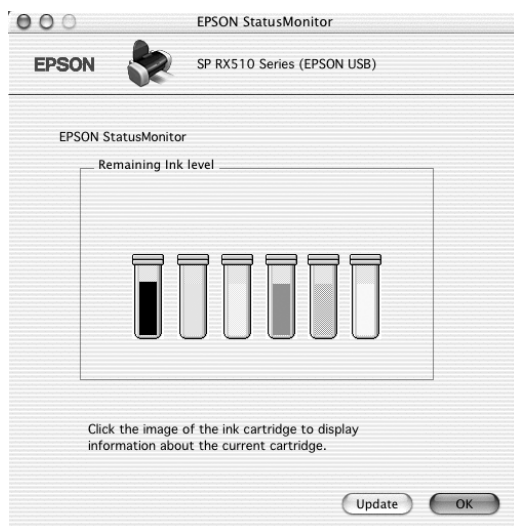 EPSON StatusMonitor
EPSON
SP RX510 Series (EPSON USB)
EPSON StatusMonitor
Remaining Ink level
Click the image of the ink cartridge to display
information about the current cartridge.
Update
OK